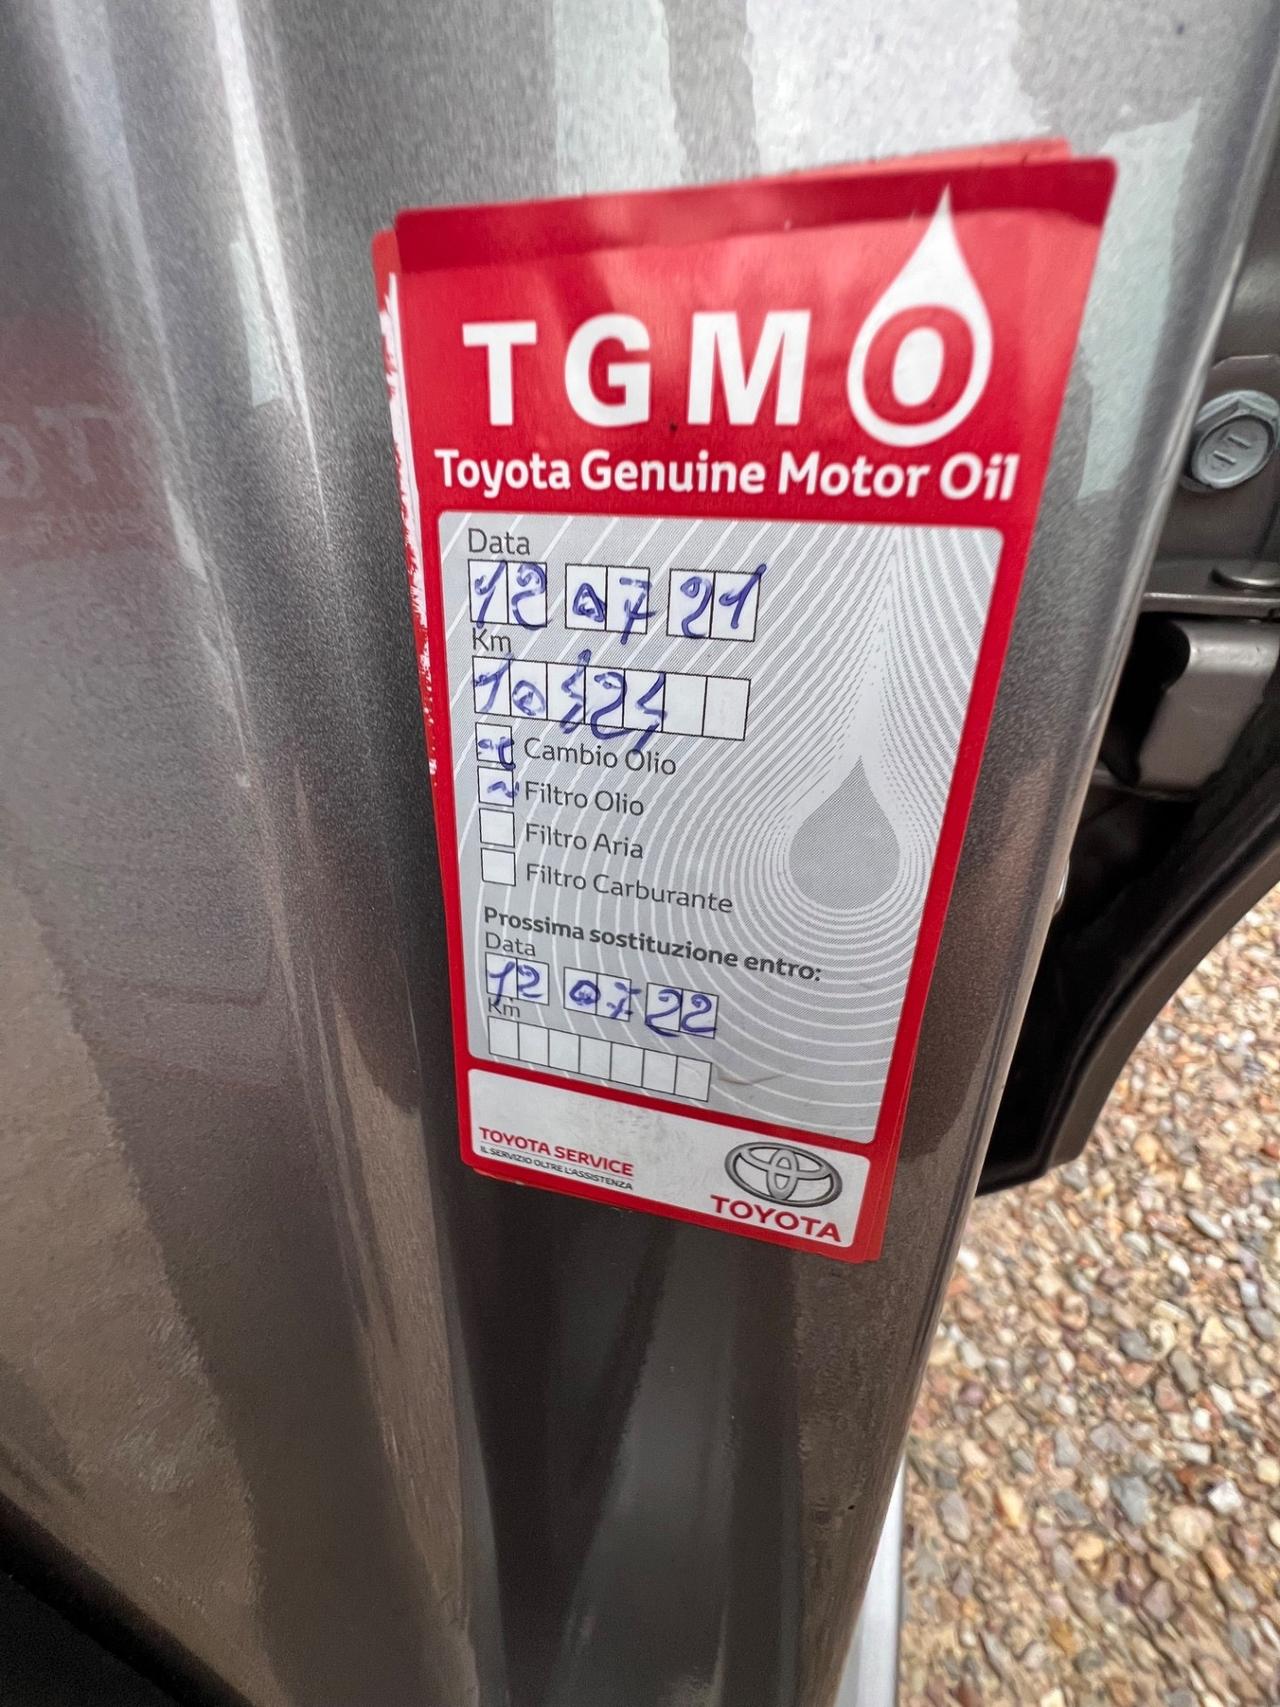 TGMO
Toyota Genuine Motor Oil
Data
12 07 21
Km
Cambio Olio
Filtro Olio
Filtro Aria
Filtro Carburante
Prossima sostituzione entro:
Data
12 07 22
Km
TOYOTA SERVICE
IL SERVIZIO OLTRE L'ASSISTENZA
TOYOTA